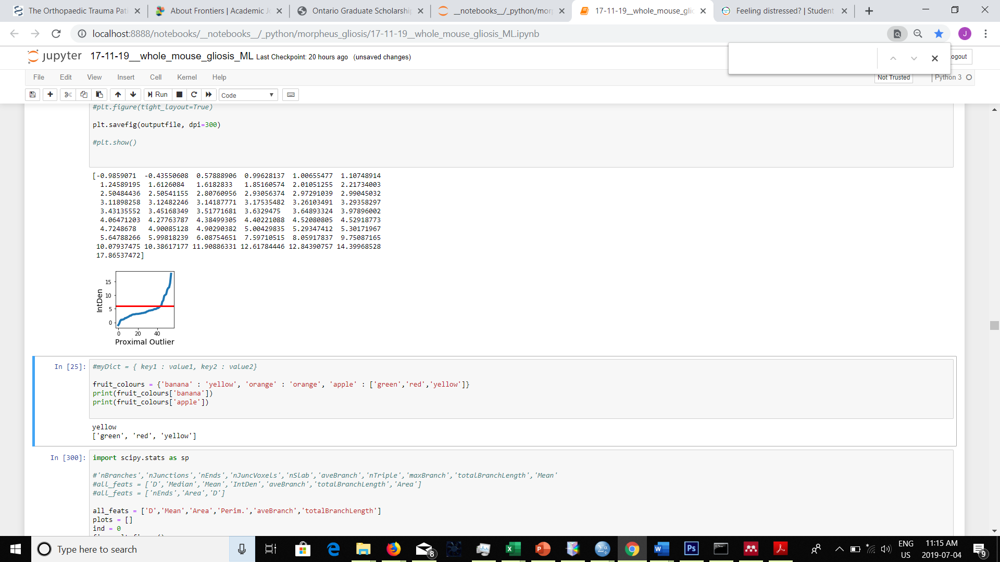 The Orthopaedic Trauma Pati
About Frontiers | Academic Jo
Ontario Graduate Scholarship
__notebooks__/_python/morp
17-11-19__whole_mouse_glio
Feeling distressed? | Student
localhost:8888/notebooks/__notebooks__/_python/morpheus_gliosis/17-11-19__whole_mouse_gliosis_ML.ipynb
J
jupyter 17-11-19__whole_mouse_gliosis_ML Last Checkpoint: 20 hours ago (unsaved changes)
ogout
File Edit View Insert Cell Kernel Help
Not Trusted
Python 3
Run
Code
#plt.figure(tight_layout=True)
plt.savefig(outputfile, dpi=300)
#plt.show()
[-0.9859071 -0.43550608 0.57888906 0.99628137 1.00655477 1.10748914
1.24589195 1.6126084 1.6182833 1.85160574 2.01051255 2.21734003
2.50484436 2.50541155 2.80760956 2.93056374 2.97291039 2.99045032
3.11898258 3.12482246 3.14187771 3.17535482 3.26103491 3.29358297
3.43135552 3.45168349 3.51771681 3.6329475 3.64893324 3.97896002
4.06471203 4.27763787 4.38499305 4.40221088 4.52080805 4.52918773
4.7248678 4.90085128 4.90290382 5.00429835 5.29347412 5.30171967
5.64788266 5.99818239 6.08754651 7.59710515 8.05917837 9.75087165
10.07937475 10.38617177 11.90886331 12.61784446 12.84390757 14.39968528
17.86537472]
15
10
5
0
IntDen
0 20 40
Proximal Outlier
In [25]:
#myDict = { key1 : value1, key2 : value2}
fruit_colours = {'banana' : 'yellow', 'orange' : 'orange', 'apple' : ['green','red','yellow']}
print(fruit_colours['banana'])
print(fruit_colours['apple'])
yellow
['green', 'red', 'yellow']
In [300]:
import scipy.stats as sp
#'nBranches','nJunctions','nEnds','nJuncVoxels','nSlab','aveBranch','nTriple','maxBranch','totalBranchLength','Mean'
#all_feats = ['D','Median','Mean','IntDen','aveBranch','totalBranchLength','Area']
#all_feats = ['nEnds','Area','D']
all_feats = ['D','Mean','Area','Perim.','aveBranch','totalBranchLength']
plots = []
ind = 0
Type here to search
8
ENG
US
11:15 AM
2019-07-04
9